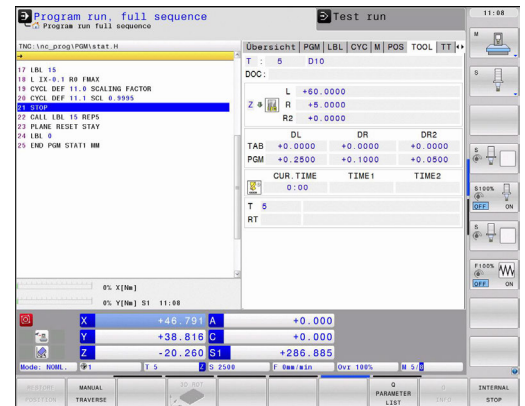 Program run, full sequence
Program run full sequence
Test run
11:08
TNC:\nc_prog\PGM\stat.H
17 LBL 15
18 L IX-0.1 R0 FMAX
19 CYCL DEF 11.0 SCALING FACTOR
20 CYCL DEF 11.1 SCL 0.9995
21 STOP
22 CALL LBL 15 REP5
23 PLANE RESET STAY
24 LBL 0
25 END PGM STAT1 MM
0% X[Nm]
0% Y[Nm] S1 11:08
Übersicht PGM LBL CYC M POS TOOL TT
T : 5 D10
DOC:
L +60.0000
Z R +5.0000
R2 +0.0000
DL DR DR2
TAB +0.0000 +0.0000 +0.0000
PGM +0.2500 +0.1000 +0.0500
CUR.TIME TIME1 TIME2
0:00
T 5
RT
X +46.791 A +0.000
Y +38.816 C +0.000
Z -20.260 S1 +286.885
Mode: NOML. 1 T 5 Z S 2500 F 0mm/min Ovr 100% M 5/
M
S
S
S100%
OFF ON
S
F100%
OFF ON
RESTORE POSITION
MANUAL TRAVERSE
3D ROT
Q PARAMETER LIST
Q INFO
INTERNAL STOP